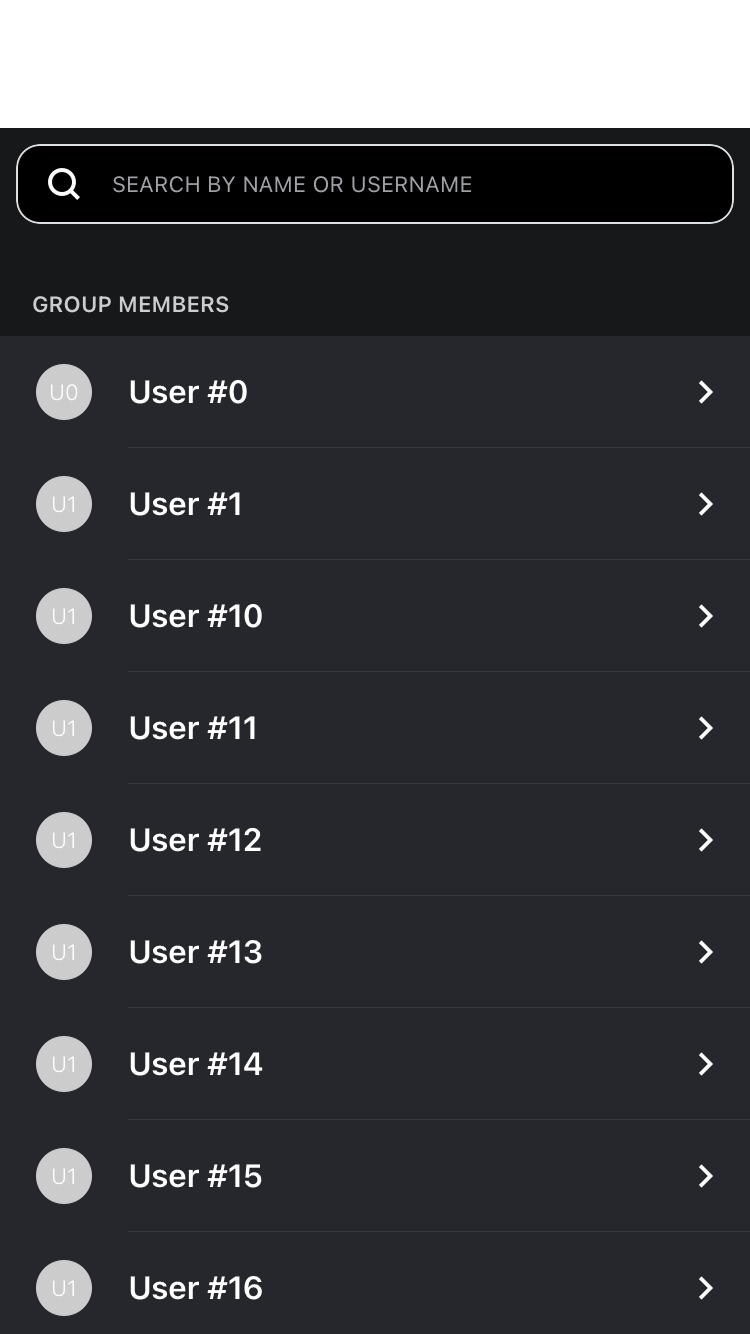 SEARCH BY NAME OR USERNAME
GROUP MEMBERS
U0 User #0
U1 User #1
U1 User #10
U1 User #11
U1 User #12
U1 User #13
U1 User #14
U1 User #15
U1 User #16